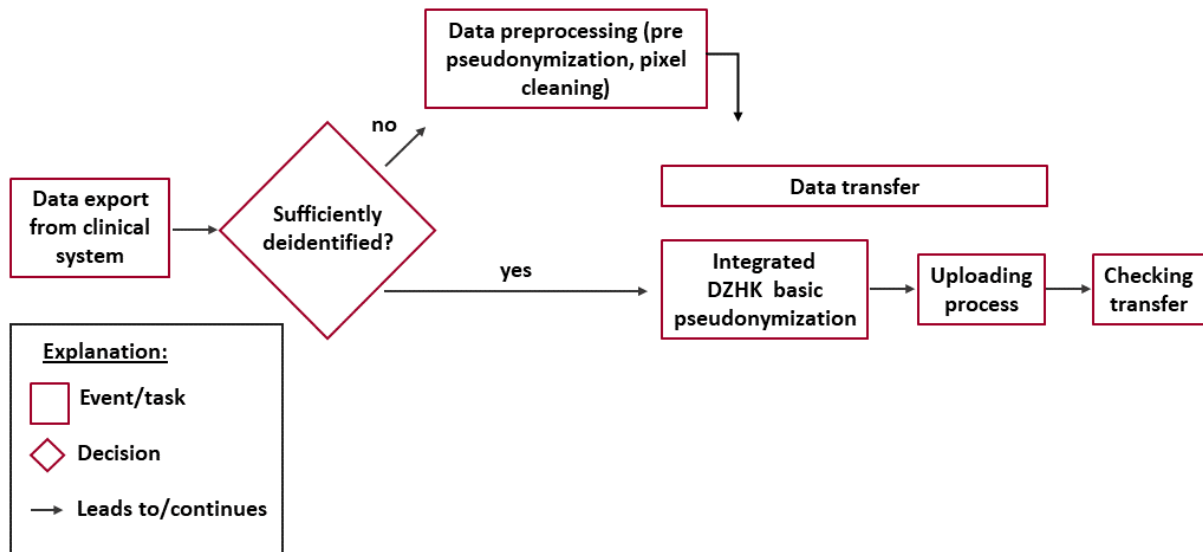 Data preprocessing (pre
pseudonymization, pixel
cleaning)
no
Data export
from clinical
system
Sufficiently
deidentified?
Data transfer
yes
Integrated
DZHK basic
pseudonymization
Uploading
process
Checking
transfer
Explanation:
Event/task
Decision
Leads to/continues